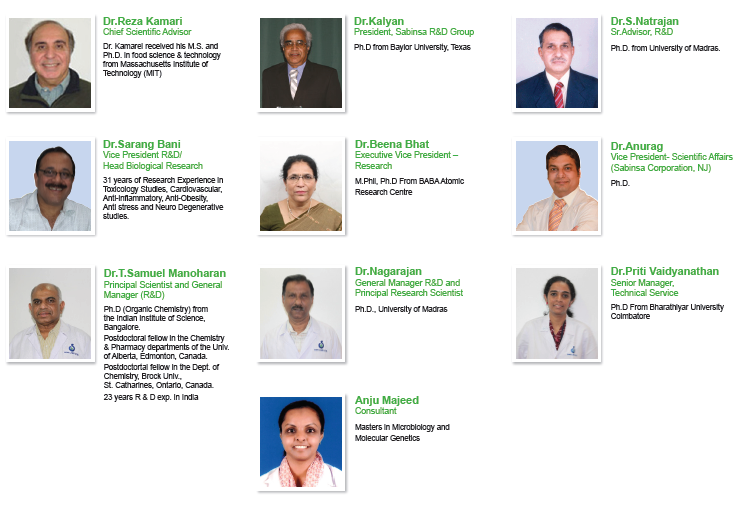 Dr.Reza Kamari
Chief Scientific Advisor
Dr. Kamarei received his M.S. and
Ph.D. in food science & technology
from Massachusetts Institute of
Technology (MIT)
Dr.Kalyan
President, Sabinsa R&D Group
Ph.D from Baylor University, Texas
Dr.S.Natrajan
Sr.Advisor, R&D
Ph.D. from University of Madras.
Dr.Sarang Bani
Vice President R&D/
Head Biological Research
31 years of Research Experience in
Toxicology Studies, Cardiovascular,
Anti-Inflammatory, Anti-Obesity,
Anti stress and Neuro Degenerative
studies.
Dr.Beena Bhat
Executive Vice President –
Research
M.Phil, Ph.D From BABA Atomic
Research Centre
Dr.Anurag
Vice President- Scientific Affairs
(Sabinsa Corporation, NJ)
Ph.D.
Dr.T.Samuel Manoharan
Principal Scientist and General
Manager (R&D)
Ph.D (Organic Chemistry) from
the Indian Institute of Science,
Bangalore.
Postdoctoral fellow in the Chemistry
& Pharmacy departments of the Univ.
of Alberta, Edmonton, Canada.
Postdoctortal fellow in the Dept. of
Chemistry, Brock Univ.,
St. Catharines, Ontario, Canada.
23 years R & D exp. in India
Dr.Nagarajan
General Manager R&D and
Principal Research Scientist
Ph.D., University of Madras
Dr.Priti Vaidyanathan
Senior Manager,
Technical Service
Ph.D From Bharathiyar University
Coimbatore
Anju Majeed
Consultant
Masters in Microbiology and
Molecular Genetics